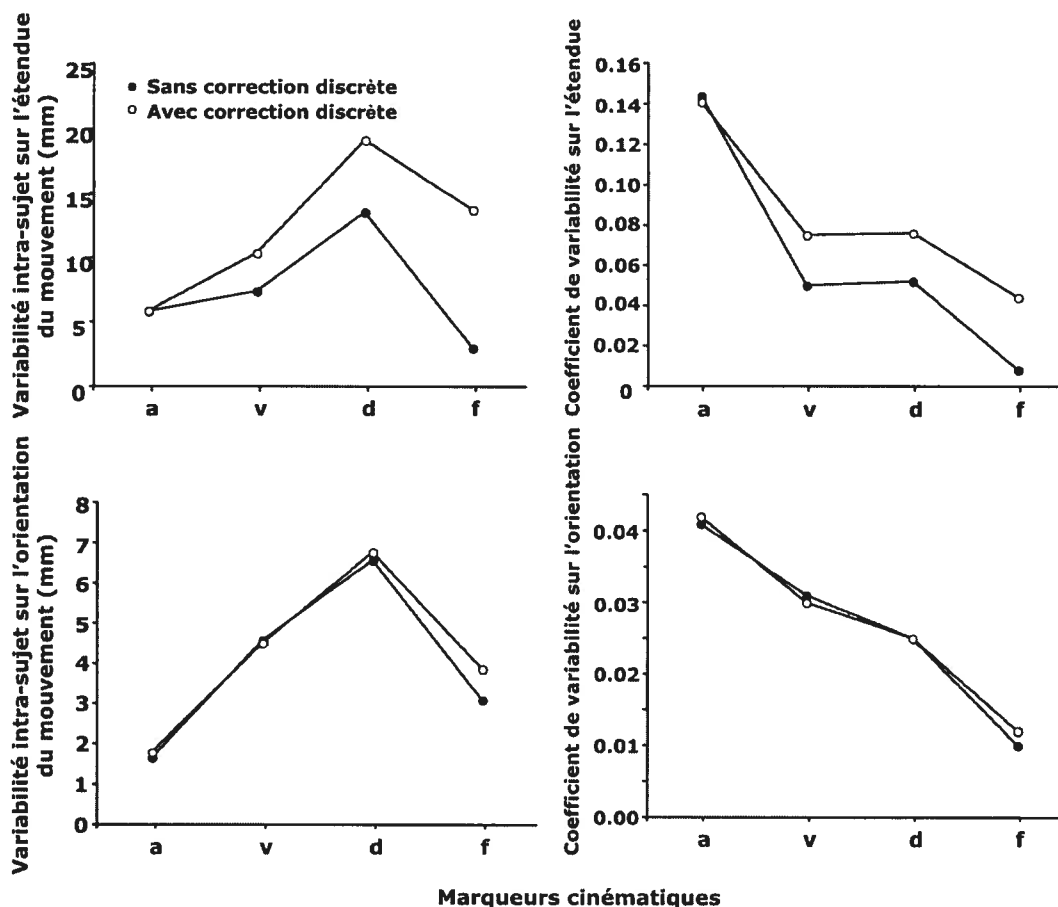 Variabilité intra-sujet sur l'étendue
du mouvement (mm)
25
20
15
10
5
0
Sans correction discrète
Avec correction discrète
a v d f
Coefficient de variabilité sur l'étendue
0.16
0.14
0.12
0.10
0.08
0.06
0.04
0.02
0
a v d f
Variabilité intra-sujet sur l'orientation
du mouvement (mm)
8
7
6
5
4
3
2
1
0
a v d f
Coefficient de variabilité sur l'orientation
0.04
0.03
0.02
0.01
0.00
a v d f
Marqueurs cinématiques